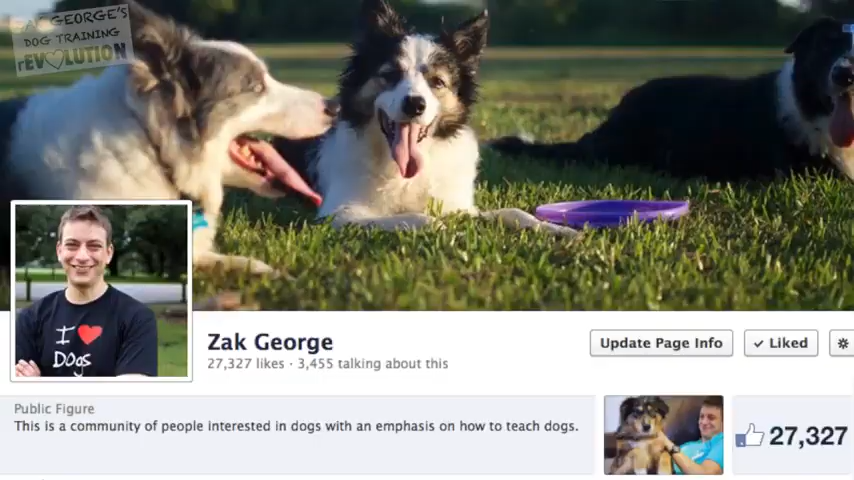 ZAK GEORGE'S
DOG TRAINING
rEVOLUTION
I
Dogs
Zak George
27,327 likes · 3,455 talking about this
Update Page Info
✓ Liked
Public Figure
This is a community of people interested in dogs with an emphasis on how to teach dogs.
27,327